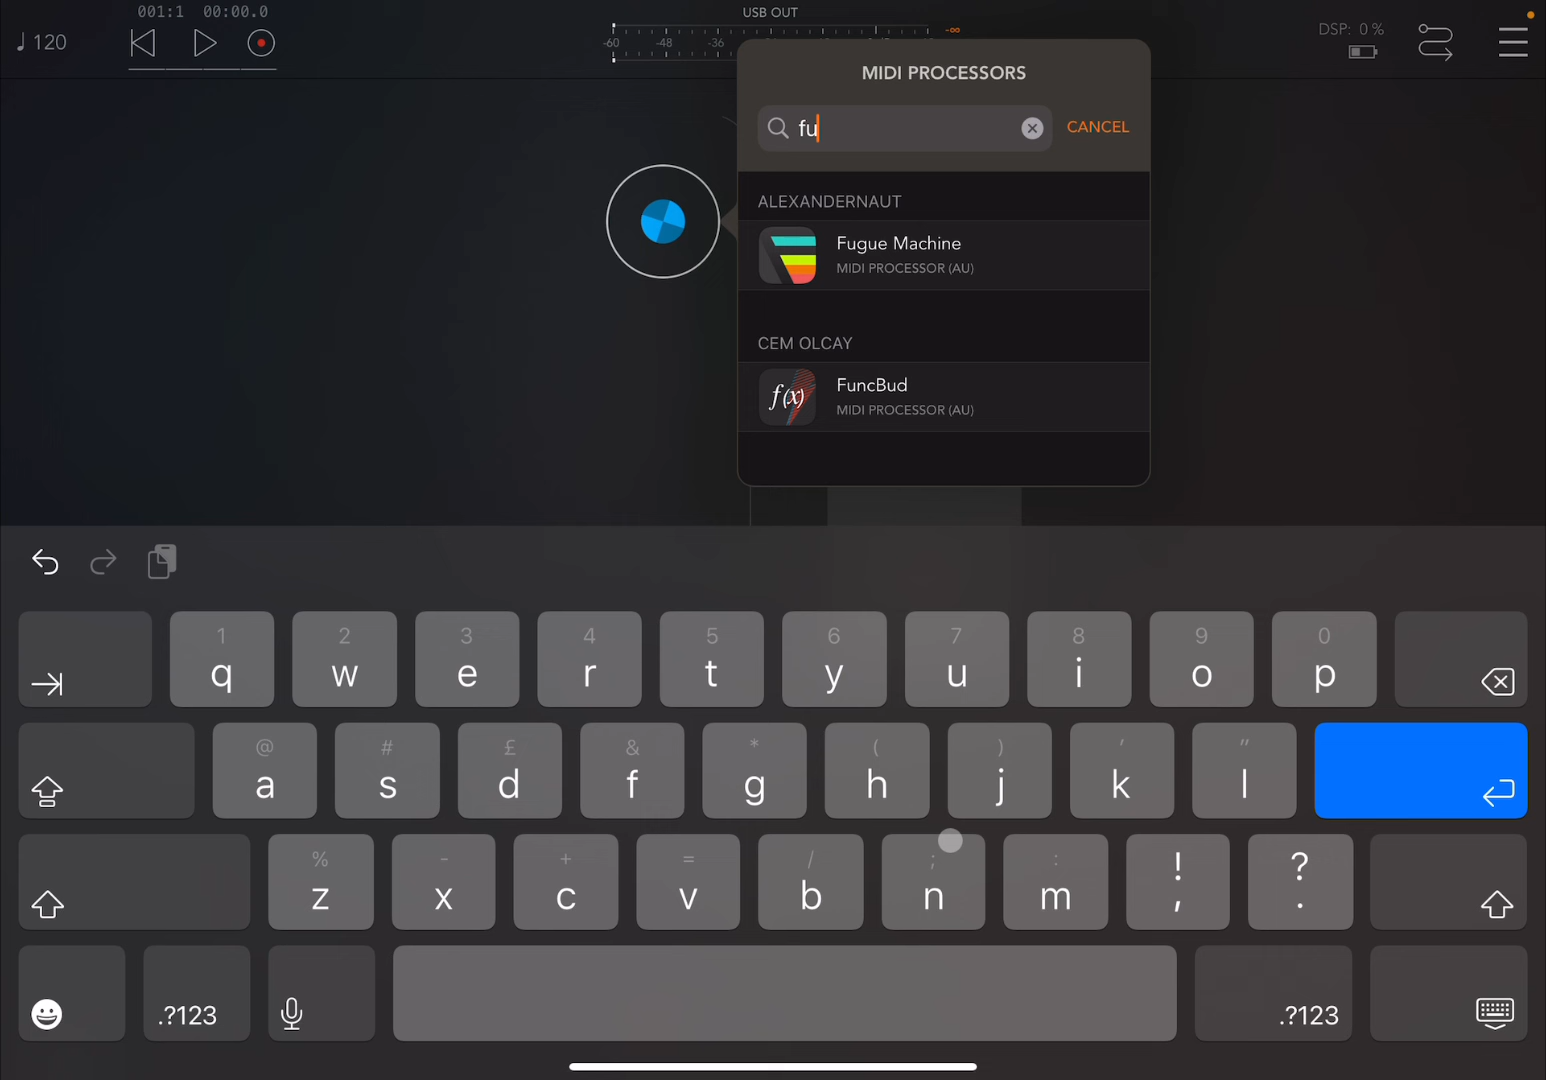 001:1 00:00.0
♩ 120
USB OUT
-60 -48 -36
-∞
DSP: 0 %
MIDI PROCESSORS
fu
CANCEL
ALEXANDERNAUT
Fugue Machine
MIDI PROCESSOR (AU)
CEM OLCAY
f(x)
FuncBud
MIDI PROCESSOR (AU)
1 2 3 4 5 6 7 8 9 0
q w e r t y u i o p
@ # £ & * ( ) ' "
a s d f g h j k l
% - + = / ; : ! ?
z x c v b n m , .
.?123 .?123